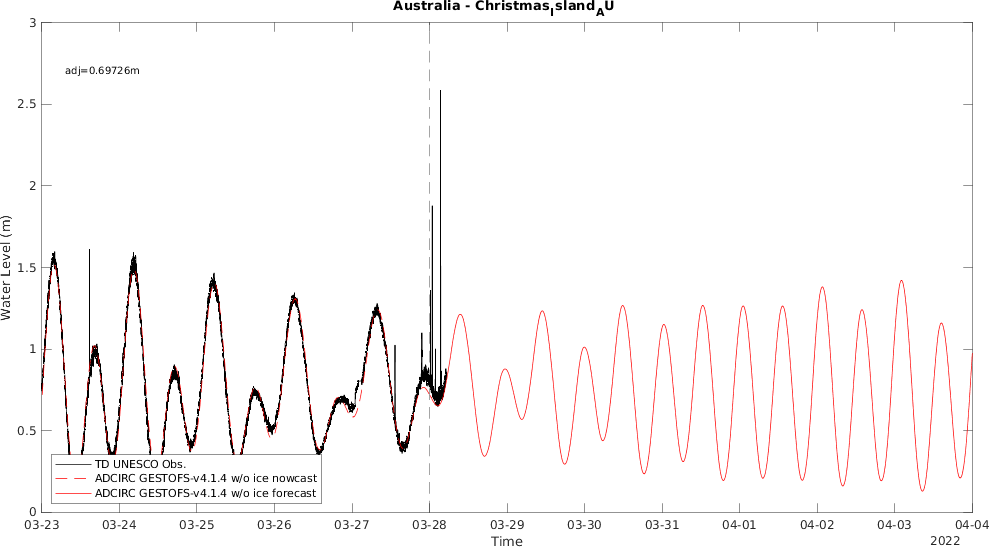 Australia - Christmas_Island_AU
3
adj=0.69726m
2.5
2
1.5
Water Level (m)
1
0.5
TD UNESCO Obs.
ADCIRC GESTOFS-v4.1.4 w/o ice nowcast
ADCIRC GESTOFS-v4.1.4 w/o ice forecast
0
03-23 03-24 03-25 03-26 03-27 03-28 03-29 03-30 03-31 04-01 04-02 04-03 04-04
Time
2022